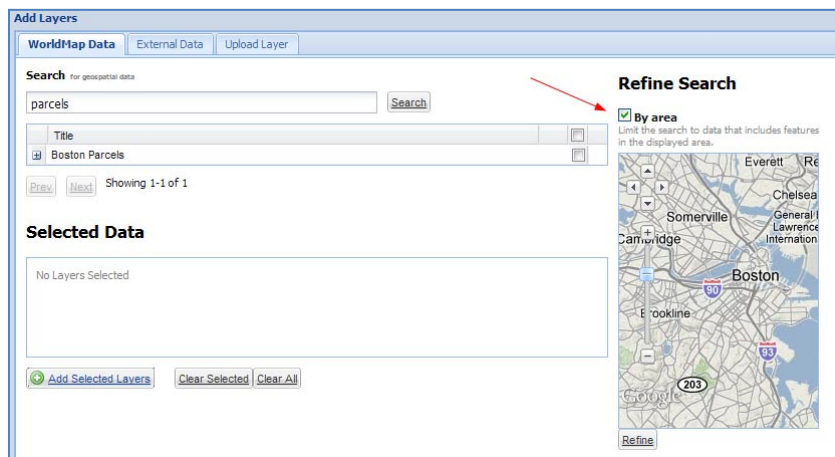 Add Layers
WorldMap Data External Data Upload Layer
Search for geospatial data
parcels Search
Title
Boston Parcels
Prev Next Showing 1-1 of 1
Selected Data
No Layers Selected
Add Selected Layers Clear Selected Clear All
Refine Search
By area
Limit the search to data that includes features
in the displayed area.
Everett Re
Chelsea
Somerville General
Lawrence
Cambridge International
Boston
90
Brookline
93
203
Google
Refine